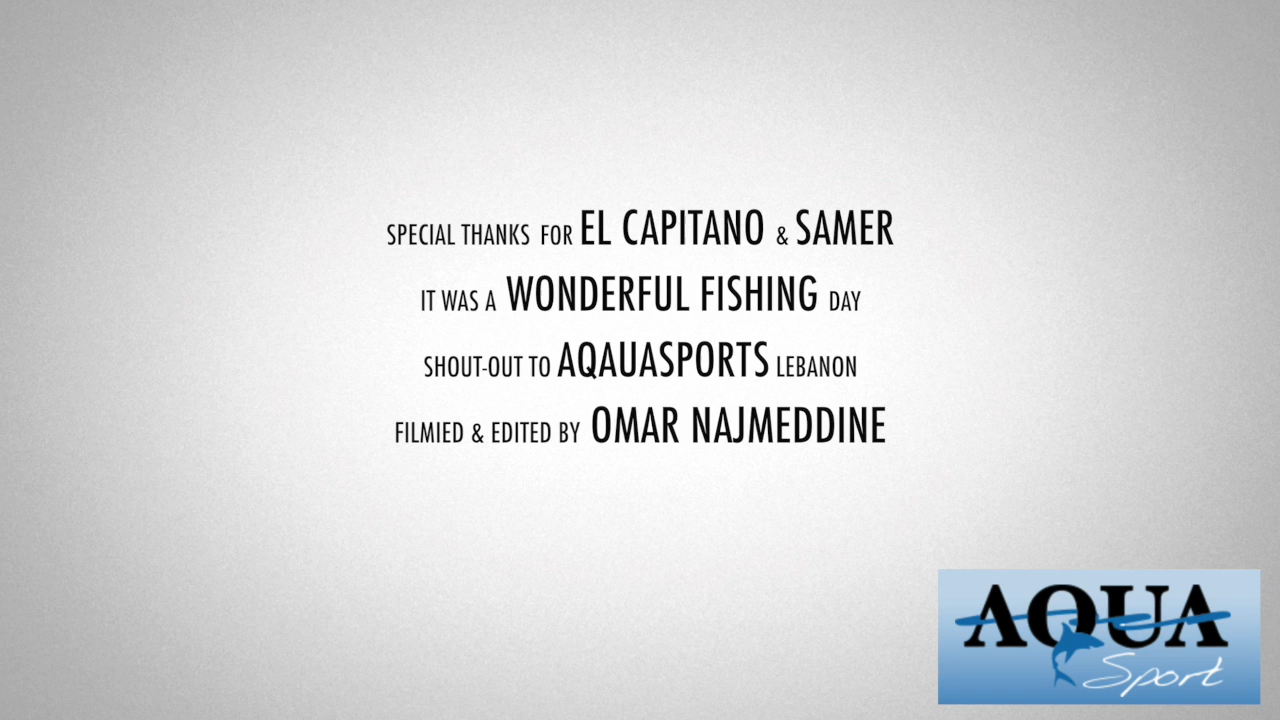 SPECIAL THANKS FOR EL CAPITANO & SAMER
IT WAS A WONDERFUL FISHING DAY
SHOUT-OUT TO AQAUASPORTS LEBANON
FILMIED & EDITED BY OMAR NAJMEDDINE
AQUA
Sport